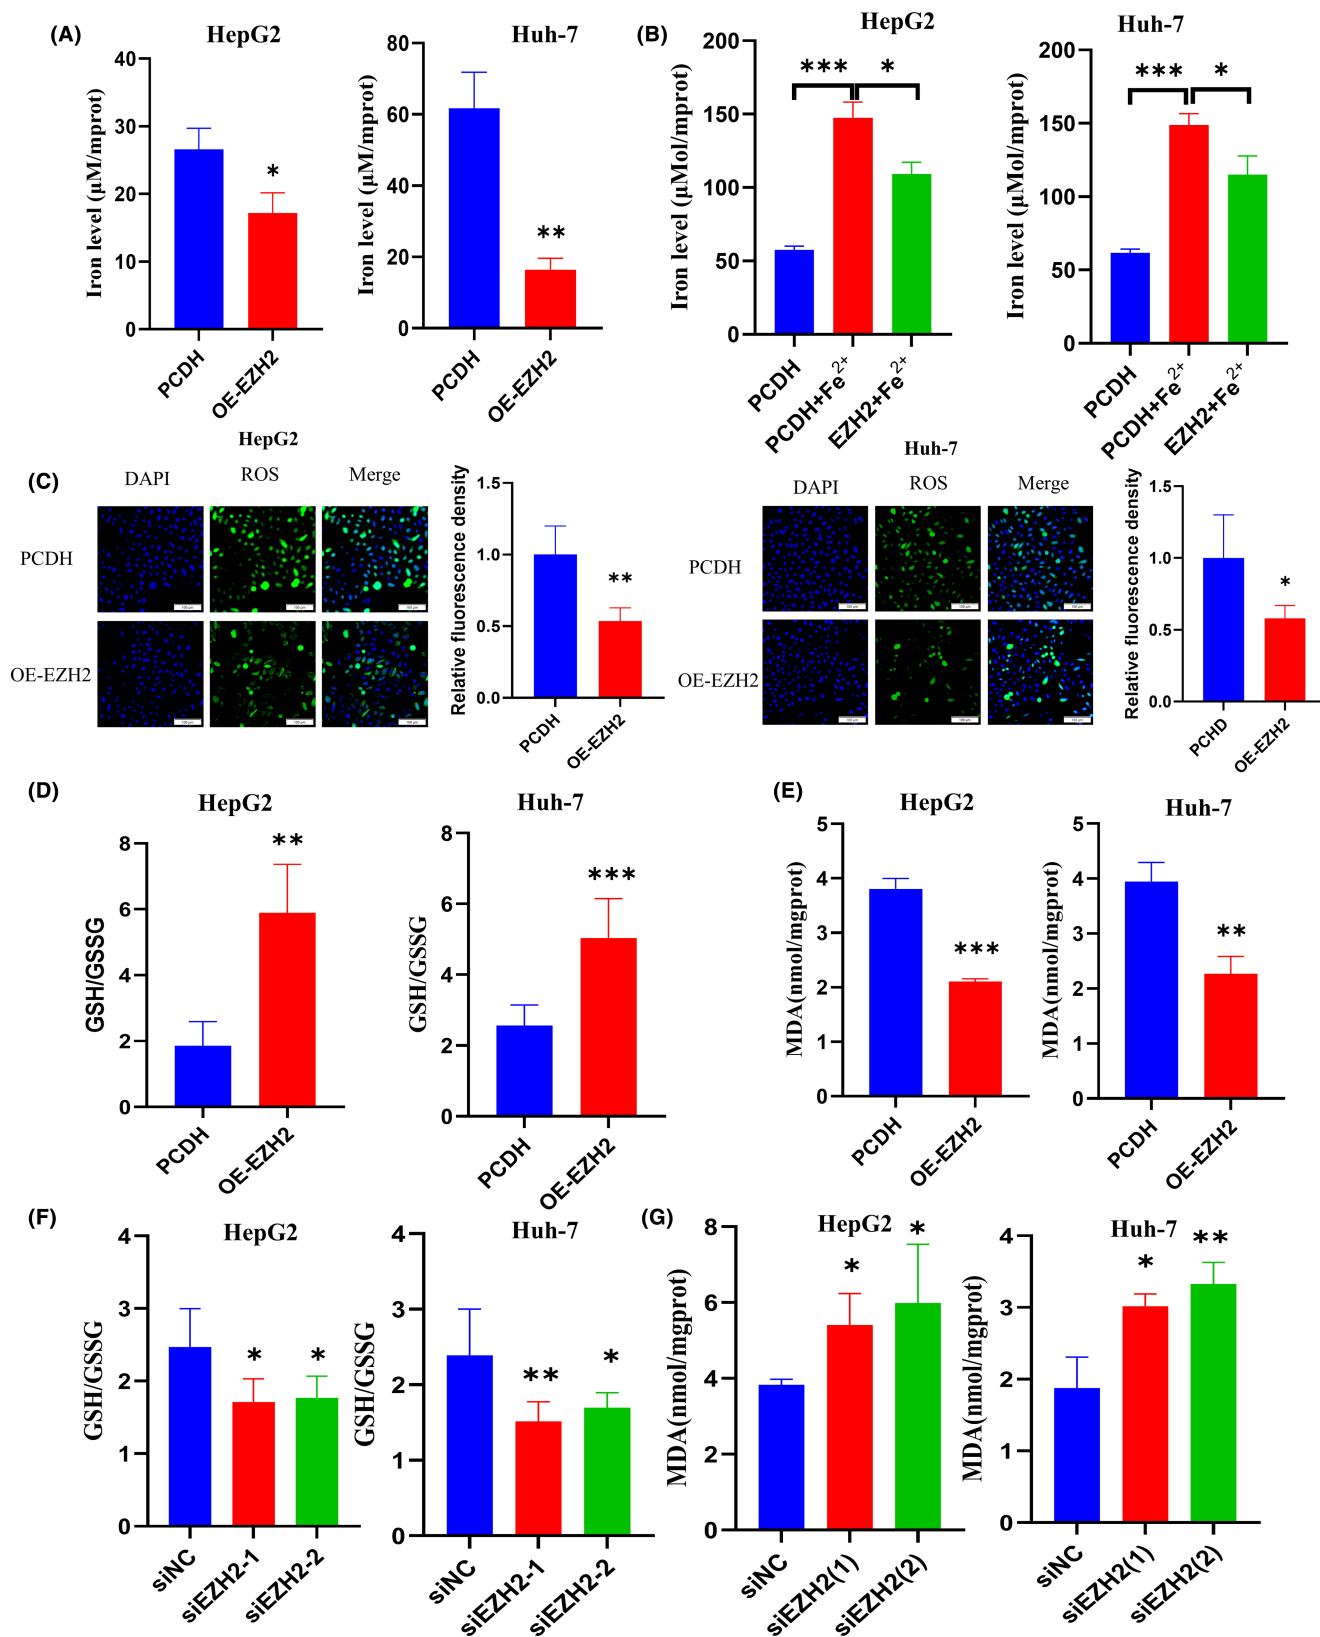 (A)
HepG2
Iron level (μM/mprot)
40
30
20
10
0
*
PCDH
OE-EZH2
Huh-7
Iron level (μM/mprot)
80
60
40
20
0
**
PCDH
OE-EZH2
(B)
HepG2
Iron level (μMol/mprot)
200
150
100
50
0
*** *
PCDH
PCDH+Fe2+
EZH2+Fe2+
Huh-7
Iron level (μMol/mprot)
200
150
100
50
0
*** *
PCDH
PCDH+Fe2+
EZH2+Fe2+
(C)
HepG2
DAPI ROS Merge
PCDH
OE-EZH2
Relative fluorescence density
1.5
1.0
0.5
0.0
**
PCDH
OE-EZH2
Huh-7
DAPI ROS Merge
PCDH
OE-EZH2
Relative fluorescence density
1.5
1.0
0.5
0.0
*
PCHD
OE-EZH2
(D)
HepG2
GSH/GSSG
8
6
4
2
0
**
PCDH
OE-EZH2
Huh-7
GSH/GSSG
8
6
4
2
0
***
PCDH
OE-EZH2
(E)
HepG2
MDA(nmol/mgprot)
5
4
3
2
1
0
***
PCDH
OE-EZH2
Huh-7
MDA(nmol/mgprot)
5
4
3
2
1
0
**
PCDH
OE-EZH2
(F)
HepG2
GSH/GSSG
4
3
2
1
0
* *
siNC
siEZH2-1
siEZH2-2
Huh-7
GSH/GSSG
4
3
2
1
0
** *
siNC
siEZH2-1
siEZH2-2
(G)
HepG2
MDA(nmol/mgprot)
8
6
4
2
0
* *
siNC
siEZH2(1)
siEZH2(2)
Huh-7
MDA(nmol/mgprot)
4
3
2
1
0
* **
siNC
siEZH2(1)
siEZH2(2)